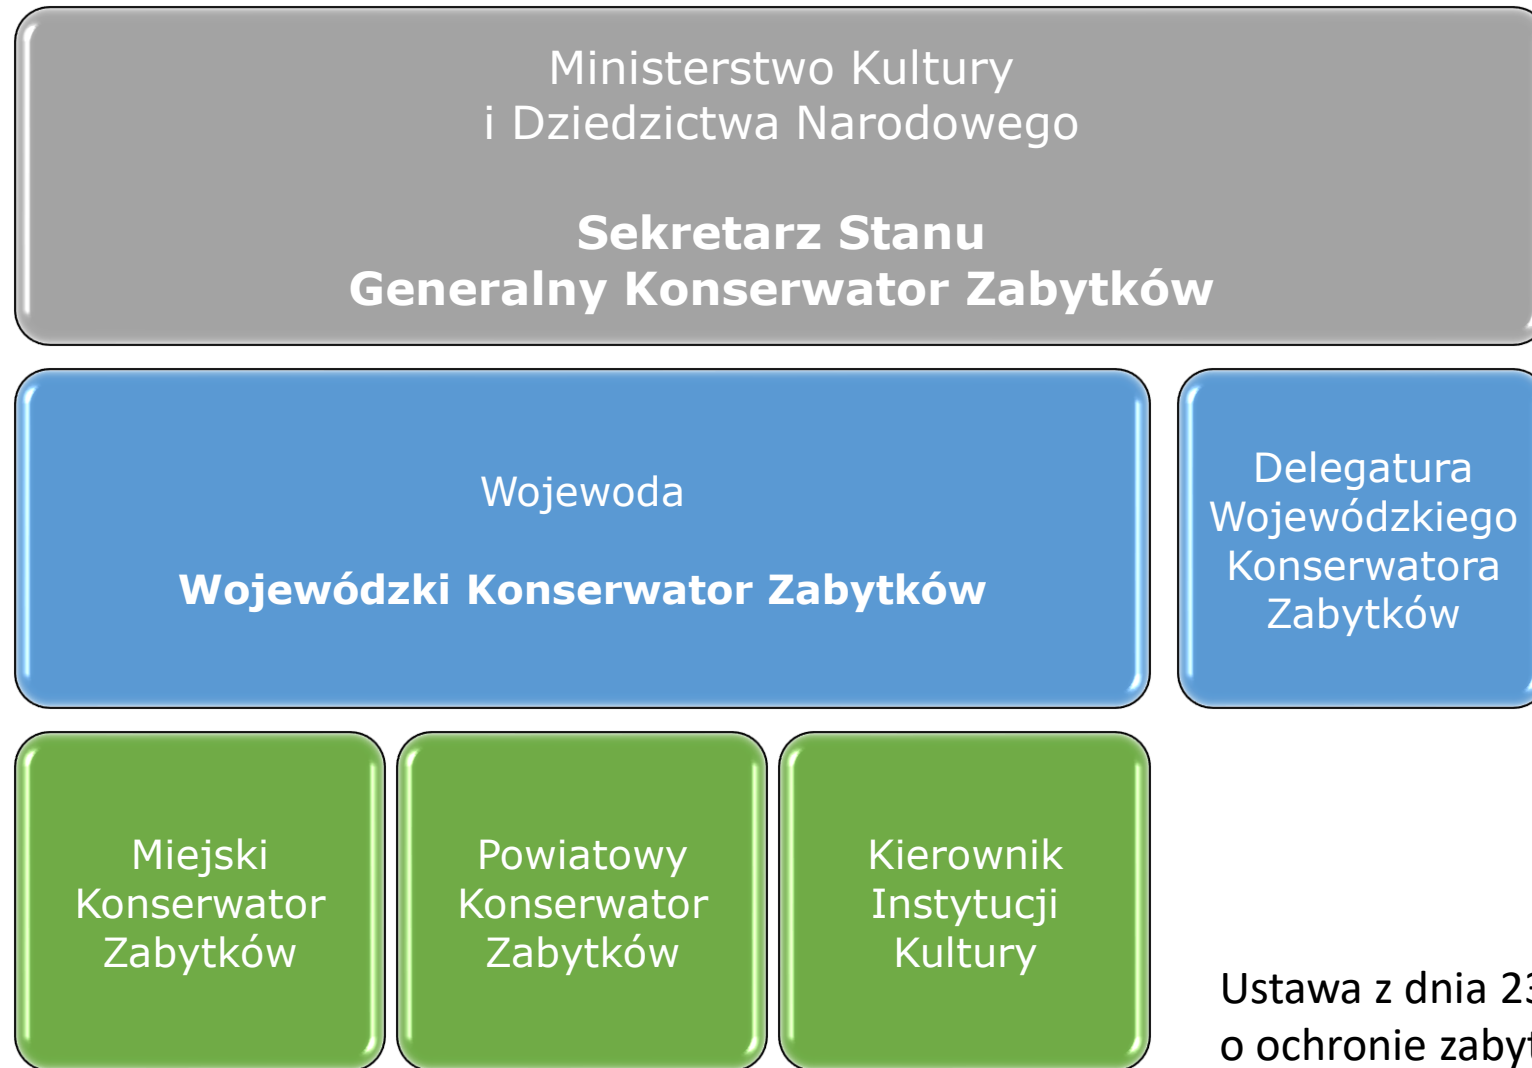 Ministerstwo Kultury
i Dziedzictwa Narodowego
Sekretarz Stanu
Generalny Konserwator Zabytków
Wojewoda
Wojewódzki Konserwator Zabytków
Delegatura
Wojewódzkiego
Konserwatora
Zabytków
Miejski
Konserwator
Zabytków
Powiatowy
Konserwator
Zabytków
Kierownik
Instytucji
Kultury
Ustawa z dnia 23
o ochronie